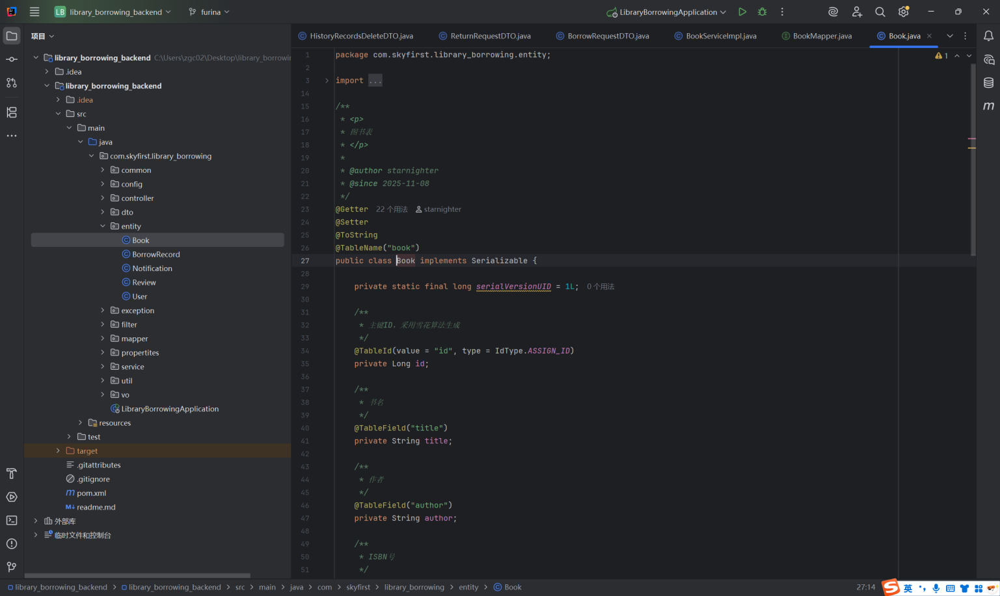 LB library_borrowing_backend furina LibraryBorrowingApplication
项目
library_borrowing_backend C:\Users\zgc02\Desktop\library_borrowin
.idea
library_borrowing_backend
.idea
src
main
java
com.skyfirst.library_borrowing
common
config
controller
dto
entity
Book
BorrowRecord
Notification
Review
User
exception
filter
mapper
propertites
service
util
vo
LibraryBorrowingApplication
resources
test
target
.gitattributes
.gitignore
pom.xml
readme.md
外部库
临时文件和控制台
HistoryRecordsDeleteDTO.java ReturnRequestDTO.java BorrowRequestDTO.java BookServiceImpl.java BookMapper.java Book.java
1 package com.skyfirst.library_borrowing.entity; 1
2
3 import ...
14
15 /**
16 * <p>
17 * 图书表
18 * </p>
19 *
20 * @author starnighter
21 * @since 2025-11-08
22 */
23 @Getter 22 个用法 starnighter
24 @Setter
25 @ToString
26 @TableName("book")
27 public class Book implements Serializable {
28
29 private static final long serialVersionUID = 1L; 0 个用法
30
31 /**
32 * 主键ID，采用雪花算法生成
33 */
34 @TableId(value = "id", type = IdType.ASSIGN_ID)
35 private Long id;
36
37 /**
38 * 书名
39 */
40 @TableField("title")
41 private String title;
42
43 /**
44 * 作者
45 */
46 @TableField("author")
47 private String author;
48
49 /**
50 * ISBN号
51 */
library_borrowing_backend > library_borrowing_backend > src > main > java > com > skyfirst > library_borrowing > entity > Book 27:14
英